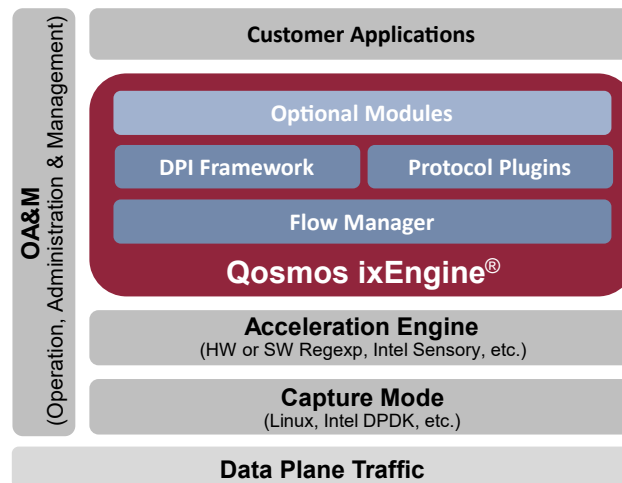 OA&M
(Operation, Administration & Management)
Customer Applications
Optional Modules
DPI Framework
Protocol Plugins
Flow Manager
Qosmos ixEngine®
Acceleration Engine
(HW or SW Regexp, Intel Sensory, etc.)
Capture Mode
(Linux, Intel DPDK, etc.)
Data Plane Traffic